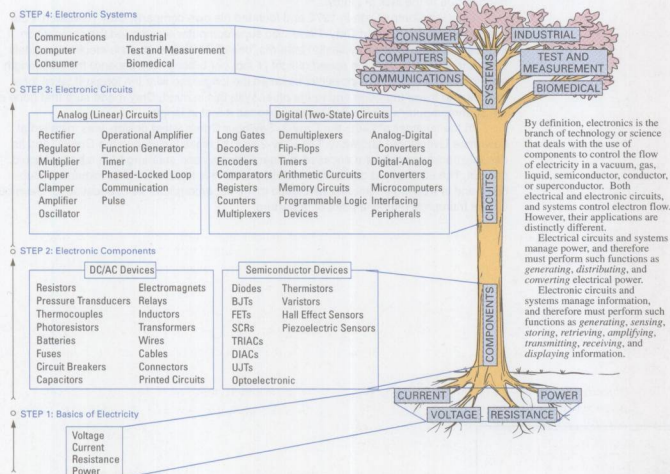 STEP 4: Electronic Systems
Communications Industrial
Computer Test and Measurement
Consumer Biomedical
STEP 3: Electronic Circuits
Analog (Linear) Circuits
Rectifier Operational Amplifier
Regulator Function Generator
Multiplier Timer
Clipper Phased-Locked Loop
Clamper Communication
Amplifier Pulse
Oscillator
Digital (Two-State) Circuits
Long Gates Demultiplexers Analog-Digital
Decoders Flip-Flops Converters
Encoders Timers Digital-Analog
Comparators Arithmetic Curcuits Converters
Registers Memory Circuits Microcomputers
Counters Programmable Logic Interfacing
Multiplexers Devices Peripherals
STEP 2: Electronic Components
DC/AC Devices
Resistors Electromagnets
Pressure Transducers Relays
Thermocouples Inductors
Photoresistors Transformers
Batteries Wires
Fuses Cables
Circuit Breakers Connectors
Capacitors Printed Circuits
Semiconductor Devices
Diodes Thermistors
BJTs Varistors
FETs Hall Effect Sensors
SCRs Piezoelectric Sensors
TRIACs
DIACs
UJTs
Optoelectronic
STEP 1: Basics of Electricity
Voltage
Current
Resistance
Power
CONSUMER
INDUSTRIAL
COMPUTERS
TEST AND
MEASUREMENT
COMMUNICATIONS
BIOMEDICAL
SYSTEMS
CIRCUITS
COMPONENTS
CURRENT
POWER
VOLTAGE
RESISTANCE
By definition, electronics is the
branch of technology or science
that deals with the use of
components to control the flow
of electricity in a vacuum, gas,
liquid, semiconductor, conductor,
or superconductor. Both
electrical and electronic circuits,
and systems control electron flow.
However, their applications are
distinctly different.
Electrical circuits and systems
manage power, and therefore
must perform such functions as
generating, distributing, and
converting electrical power.
Electronic circuits and
systems manage information,
and therefore must perform such
functions as generating, sensing,
storing, retrieving, amplifying,
transmitting, receiving, and
displaying information.